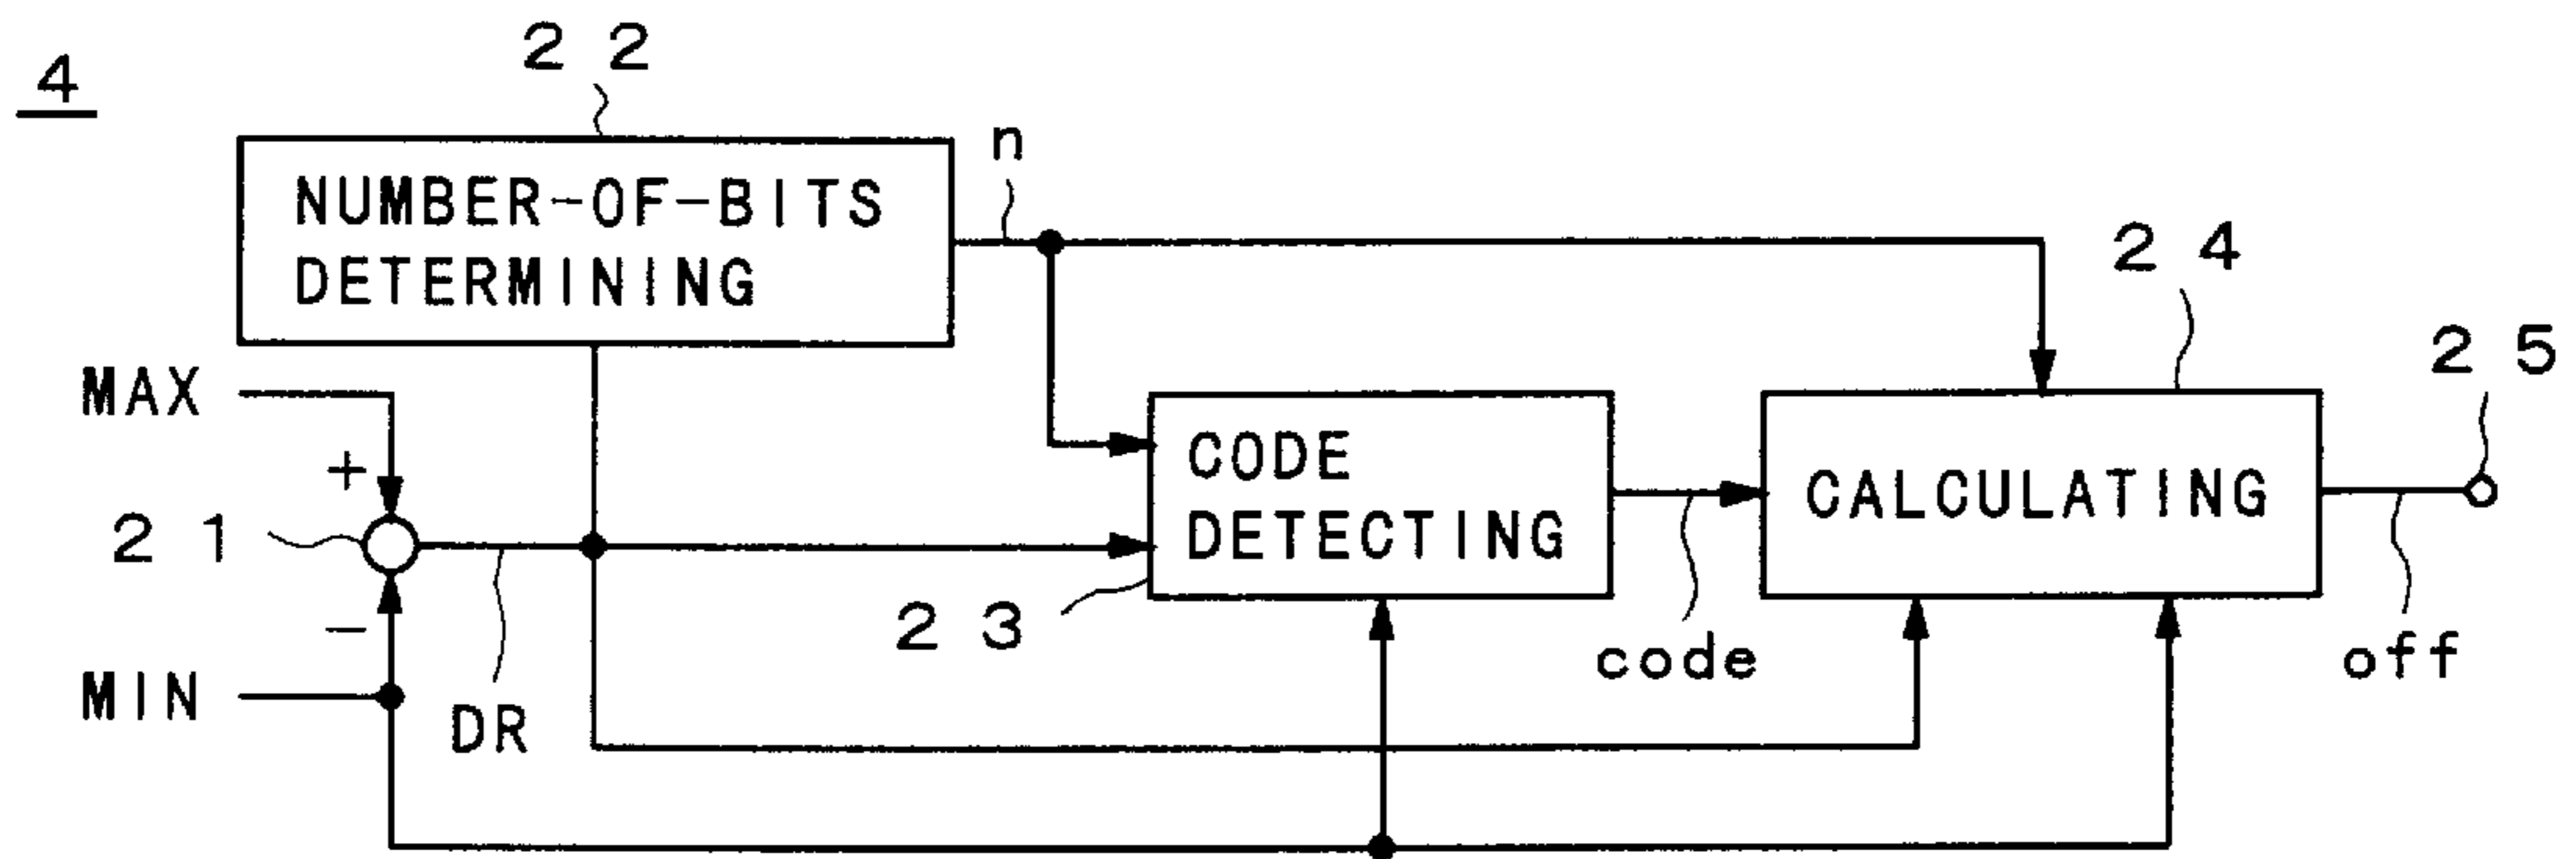 4
2 2
n
NUMBER-OF-BITS
DETERMINING
2 4
2 5
MAX
+
CODE
DETECTING
CALCULATING
2 1
-
2 3
MIN
DR
code
off